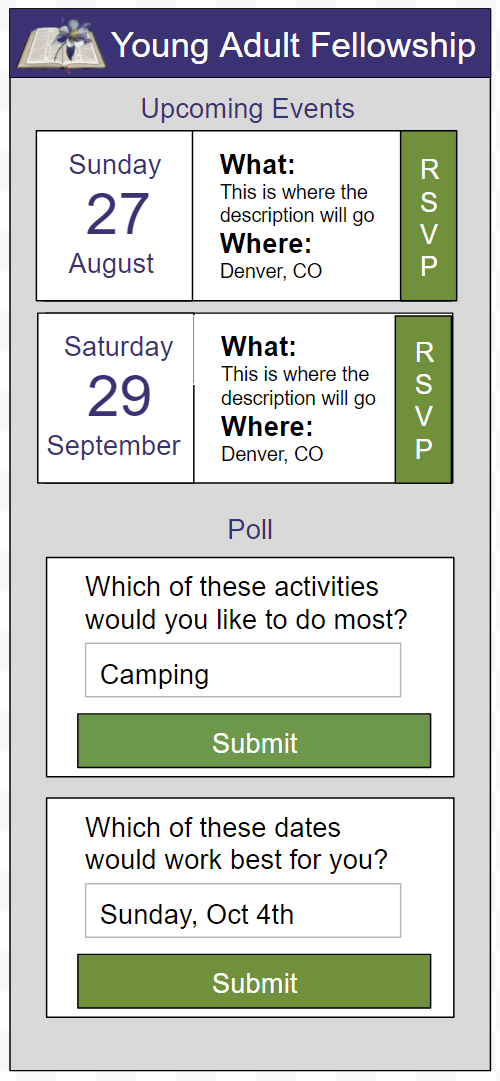 Young Adult Fellowship
Upcoming Events
Sunday
27
August
What:
This is where the
description will go
Where:
Denver, CO
R
S
V
P
Saturday
29
September
What:
This is where the
description will go
Where:
Denver, CO
R
S
V
P
Poll
Which of these activities
would you like to do most?
Camping
Submit
Which of these dates
would work best for you?
Sunday, Oct 4th
Submit